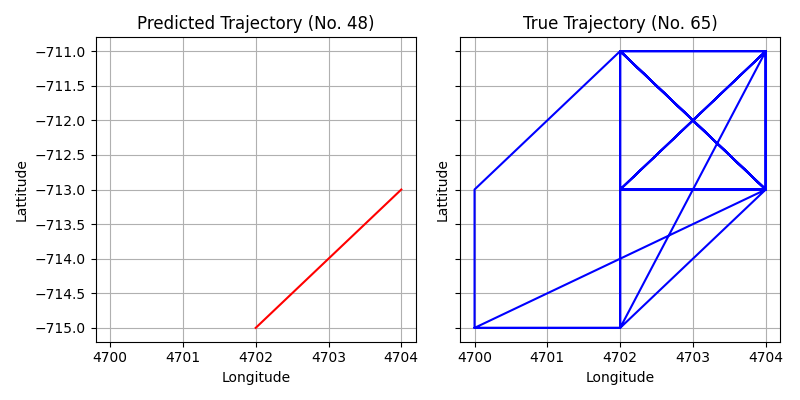 Predicted Trajectory (No. 48)
True Trajectory (No. 65)
Lattitude
−711.0
−711.5
−712.0
−712.5
−713.0
−713.5
−714.0
−714.5
−715.0
4700 4701 4702 4703 4704
Longitude
Lattitude
4700 4701 4702 4703 4704
Longitude